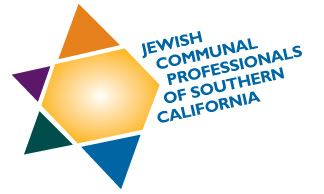 JEWISH
COMMUNAL
PROFESSIONALS
OF SOUTHERN
CALIFORNIA